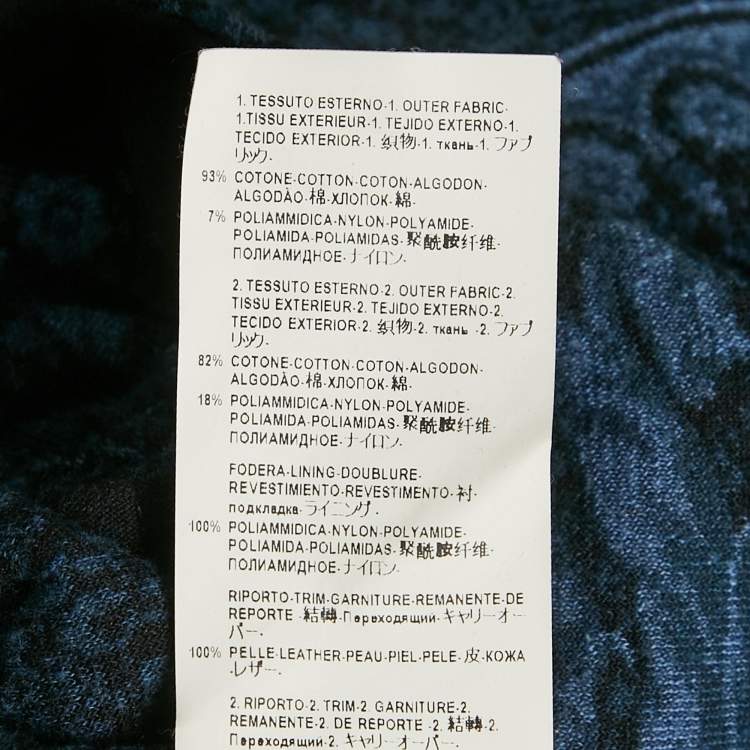 1. TESSUTO ESTERNO-1. OUTER FABRIC-
1.TISSU EXTERIEUR-1. TEJIDO EXTERNO-1.
TECIDO EXTERIOR-1. 织物-1. ткань-1. ファブ
リック-
93% COTONE-COTTON-COTON-ALGODON-
ALGODÃO-棉-ХЛОПОК-綿-
7% POLIAMMIDICA-NYLON-POLYAMIDE-
POLIAMIDA-POLIAMIDAS-聚酰胺纤维-
ПОЛИАМИДНОЕ-ナイロン-
2. TESSUTO ESTERNO-2. OUTER FABRIC-2.
TISSU EXTERIEUR-2. TEJIDO EXTERNO-2.
TECIDO EXTERIOR-2. 织物-2. ткань -2. ファブ
リック-
82% COTONE-COTTON-COTON-ALGODON-
ALGODÃO-棉-ХЛОПОК-綿-
18% POLIAMMIDICA-NYLON-POLYAMIDE-
POLIAMIDA-POLIAMIDAS-聚酰胺纤维-
ПОЛИАМИДНОЕ-ナイロン-
FODERA-LINING-DOUBLURE-
REVESTIMIENTO-REVESTIMENTO-衬-
подкладка-ライニング-
100% POLIAMMIDICA-NYLON-POLYAMIDE-
POLIAMIDA-POLIAMIDAS-聚酰胺纤维-
ПОЛИАМИДНОЕ-ナイロン-
RIPORTO-TRIM-GARNITURE-REMANENTE-DE
REPORTE -結轉-Переходящий-キャリーオー
バー-
100% PELLE-LEATHER-PEAU-PIEL-PELE-皮-КОЖА
-レザー-
2. RIPORTO-2. TRIM-2. GARNITURE-2.
REMANENTE-2. DE REPORTE -2. 結轉-2.
Переходящий-2. キャリーオーバー-